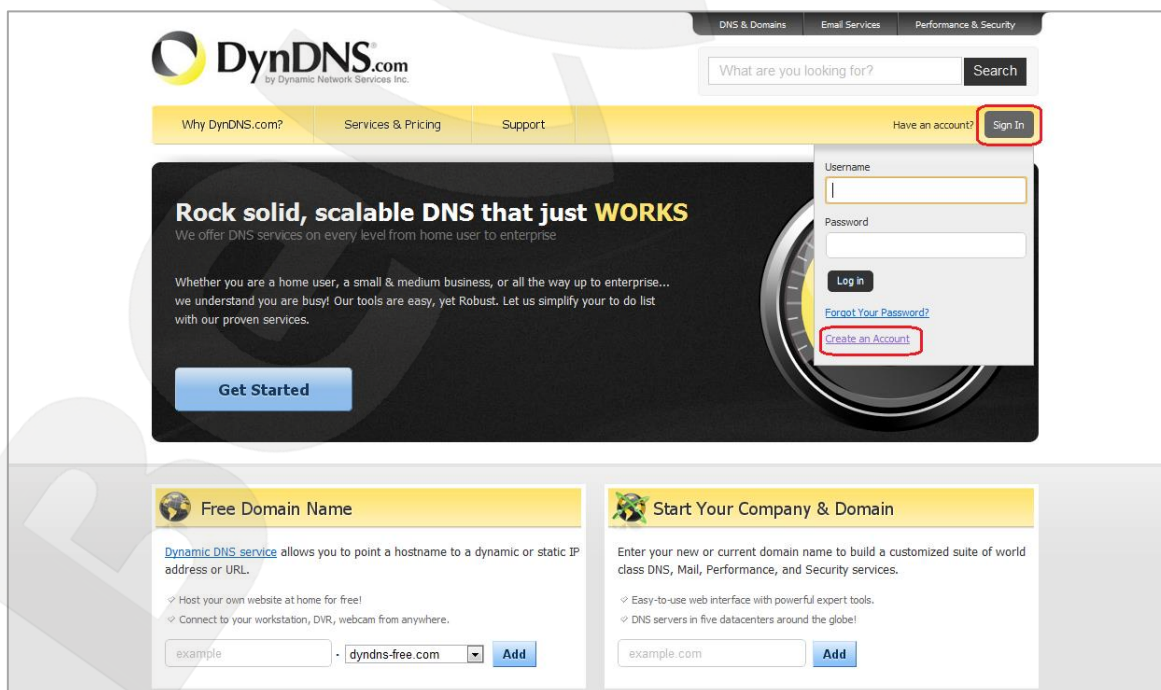 DNS & Domains Email Services Performance & Security
DynDNS.com
by Dynamic Network Services Inc.
What are you looking for? Search
Why DynDNS.com? Services & Pricing Support Have an account? Sign In
Username
Password
Log in
Forgot Your Password?
Create an Account
Rock solid, scalable DNS that just WORKS
We offer DNS services on every level from home user to enterprise
Whether you are a home user, a small & medium business, or all the way up to enterprise...
we understand you are busy! Our tools are easy, yet Robust. Let us simplify your to do list
with our proven services.
Get Started
Free Domain Name
Dynamic DNS service allows you to point a hostname to a dynamic or static IP
address or URL.
Host your own website at home for free!
Connect to your workstation, DVR, webcam from anywhere.
example . dyndns-free.com Add
Start Your Company & Domain
Enter your new or current domain name to build a customized suite of world
class DNS, Mail, Performance, and Security services.
Easy-to-use web interface with powerful expert tools.
DNS servers in five datacenters around the globe!
example.com Add